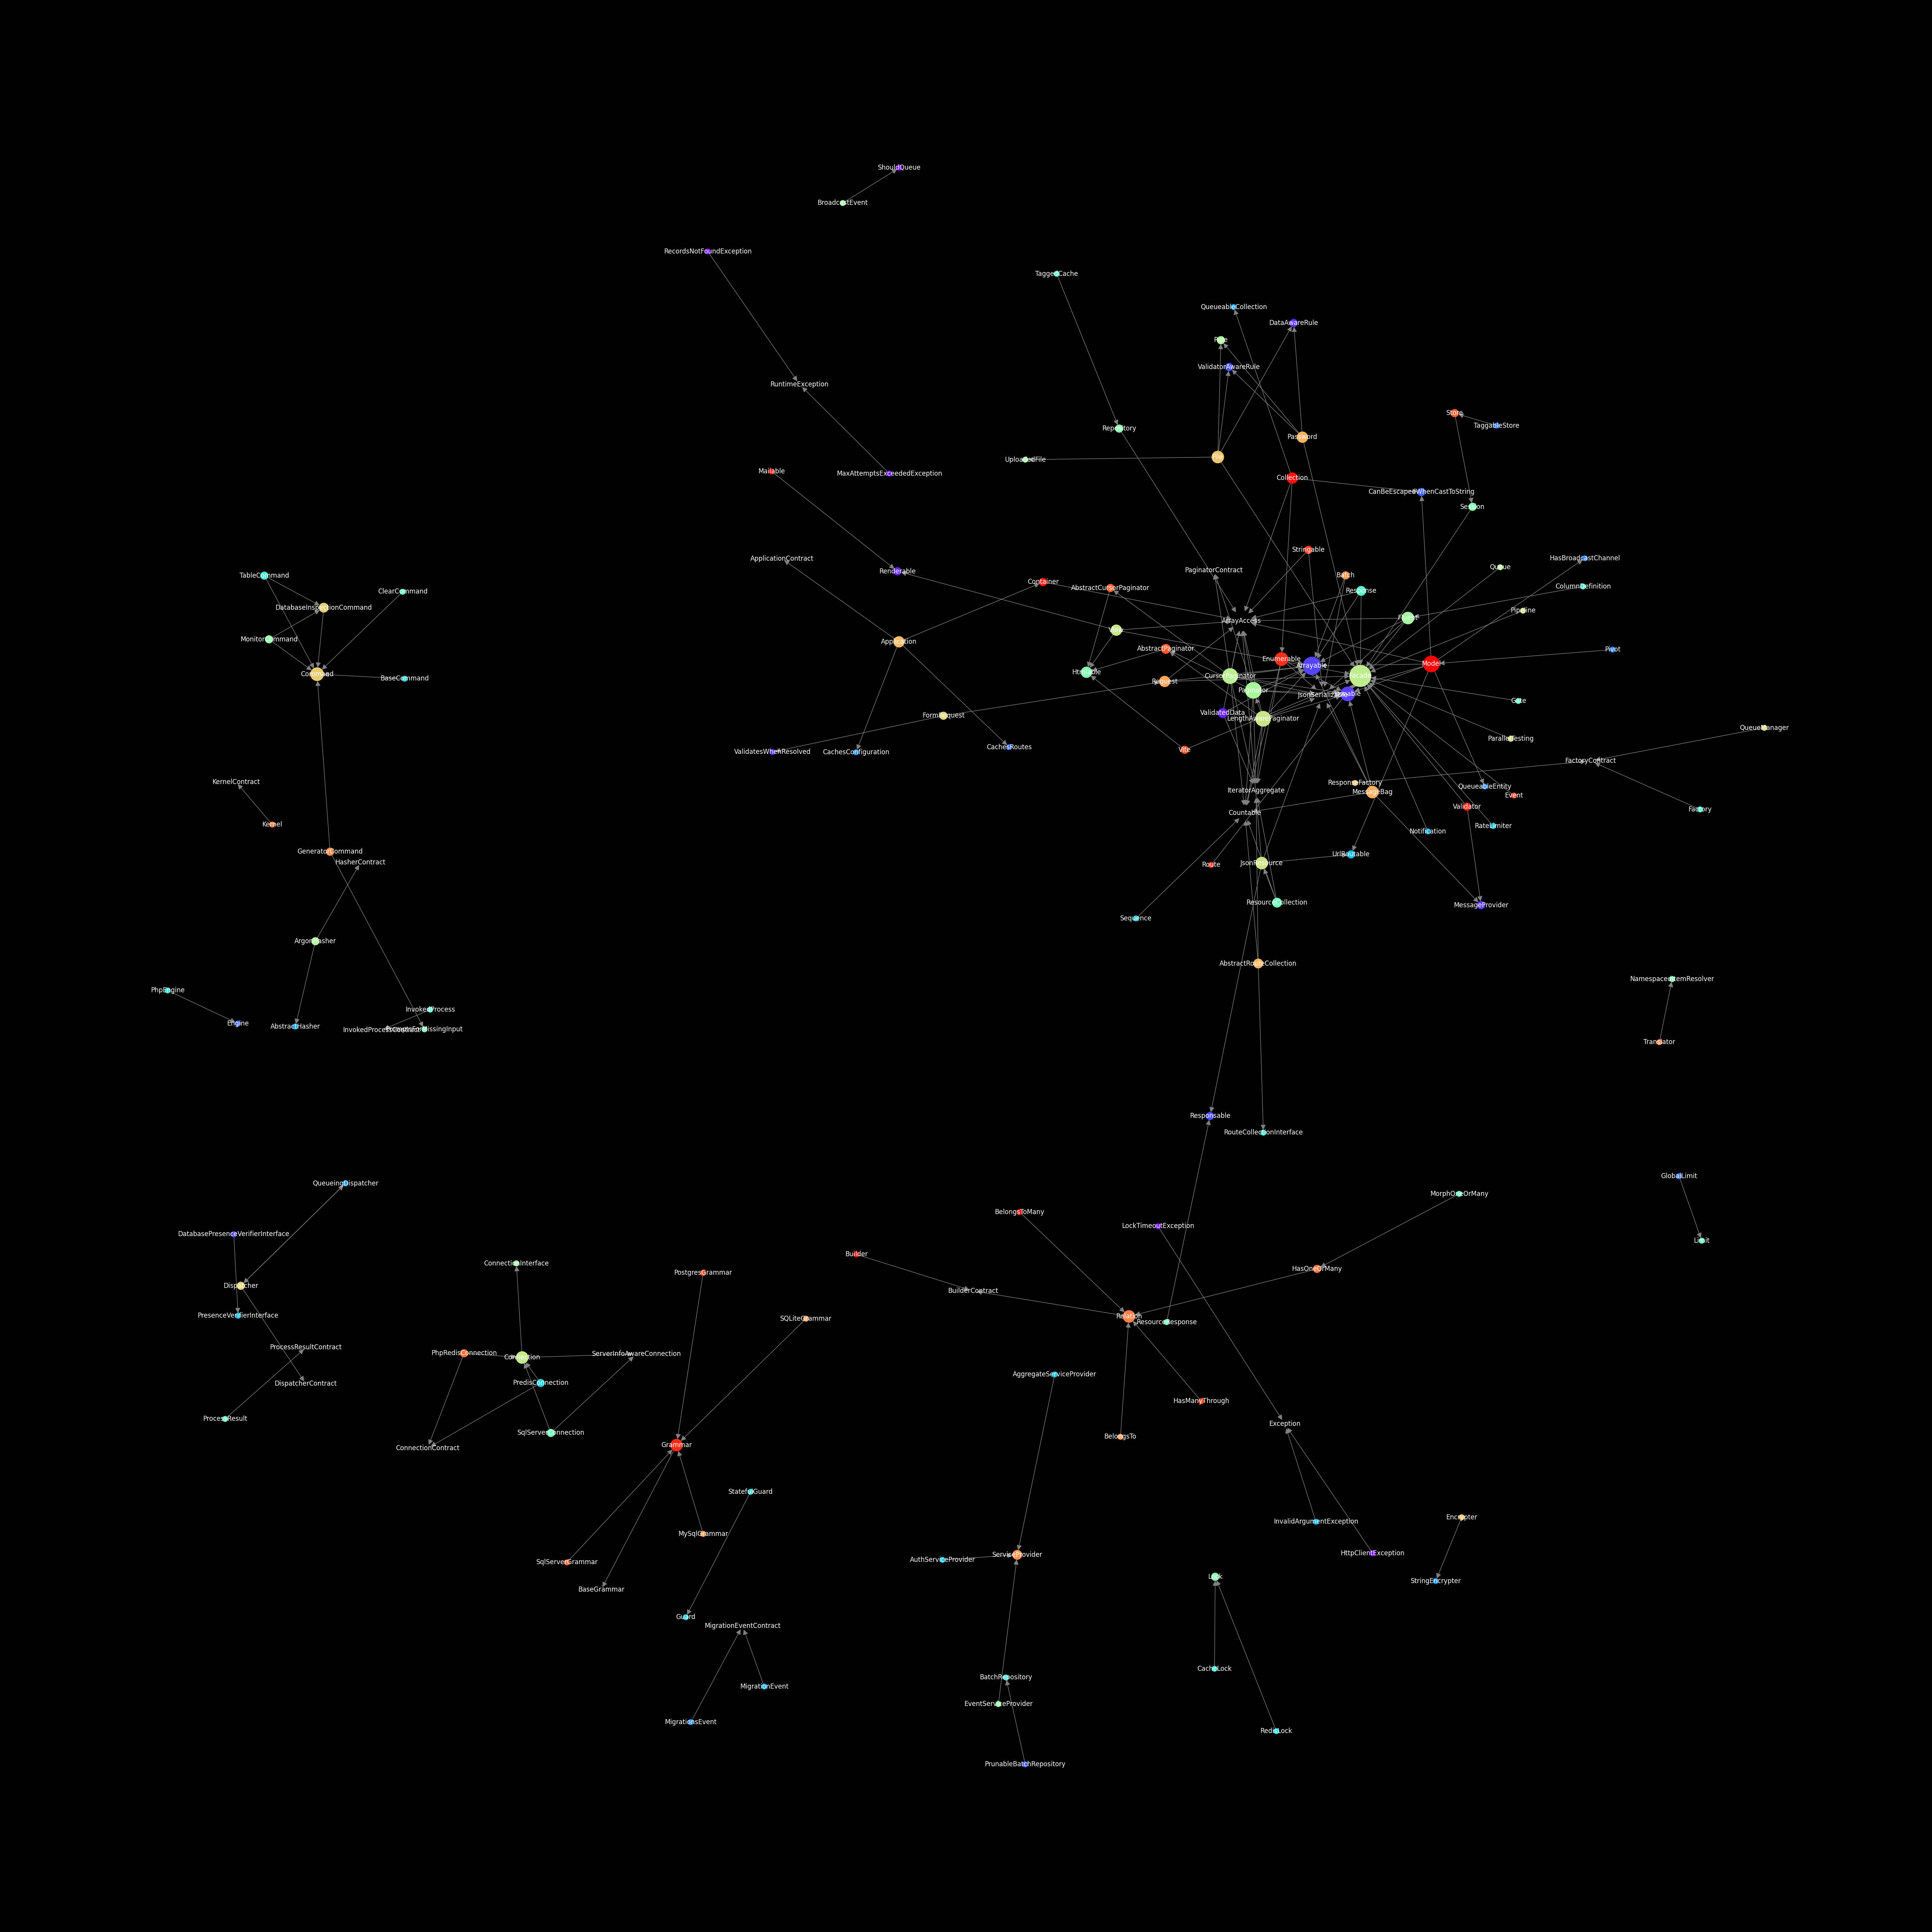 ShouldQueue
BroadcastEvent
RecordsNotFoundException
TaggedCache
QueueableCollection
DataAwareRule
Rule
ValidatorAwareRule
RuntimeException
Store
TaggableStore
Repository
Password
UploadedFile
Mailable
MaxAttemptsExceededException
Collection
CanBeEscapedWhenCastToString
Session
Stringable
ApplicationContract
HasBroadcastChannel
Queue
PaginatorContract
Renderable
TableCommand
Batch
Container
AbstractCursorPaginator
ColumnDefinition
ClearCommand
Response
DatabaseInspectionCommand
Pipeline
ArrayAccess
View
MonitorCommand
Application
AbstractPaginator
Pivot
Enumerable
Model
Arrayable
Htmlable
Command
BaseCommand
CursorPaginator
Facade
Request
Paginator
JsonSerializable
Gate
ValidatedData
FormRequest
LengthAwarePaginator
QueueManager
ParallelTesting
CachesRoutes
Vite
ValidatesWhenResolved
CachesConfiguration
FactoryContract
KernelContract
ResponseFactory
QueueableEntity
IteratorAggregate
MessageBag
Event
Validator
Factory
Countable
Kernel
RateLimiter
Notification
GeneratorCommand
UrlRoutable
HasherContract
Route
JsonResource
ResourceCollection
MessageProvider
Sequence
ArgonHasher
AbstractRouteCollection
NamespacedItemResolver
PhpEngine
InvokedProcess
Engine
AbstractHasher
Translator
Responsable
RouteCollectionInterface
GlobalLimit
QueueingDispatcher
MorphOneOrMany
BelongsToMany
LockTimeoutException
DatabasePresenceVerifierInterface
Limit
Builder
ConnectionInterface
HasOneOrMany
PostgresGrammar
Dispatcher
BuilderContract
PresenceVerifierInterface
Relation
SQLiteGrammar
ResourceResponse
ProcessResultContract
PhpRedisConnection
Connection
ServerInfoAwareConnection
AggregateServiceProvider
DispatcherContract
PredisConnection
HasManyThrough
ProcessResult
Exception
SqlServerConnection
BelongsTo
ConnectionContract
Grammar
StatefulGuard
Encrypter
InvalidArgumentException
MySqlGrammar
HttpClientException
ServiceProvider
AuthServiceProvider
SqlServerGrammar
Lock
StringEncrypter
BaseGrammar
Guard
MigrationEventContract
CacheLock
BatchRepository
MigrationEvent
EventServiceProvider
MigrationsEvent
RedisLock
PrunableBatchRepository